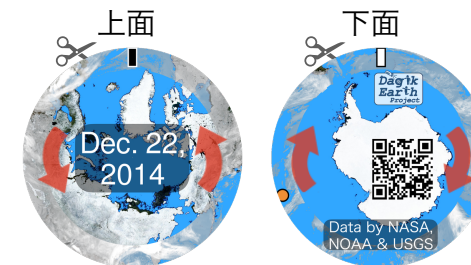 上面
下面
Dec. 22,
2014
Dagik
Earth
Project
Data by NASA,
NOAA & USGS